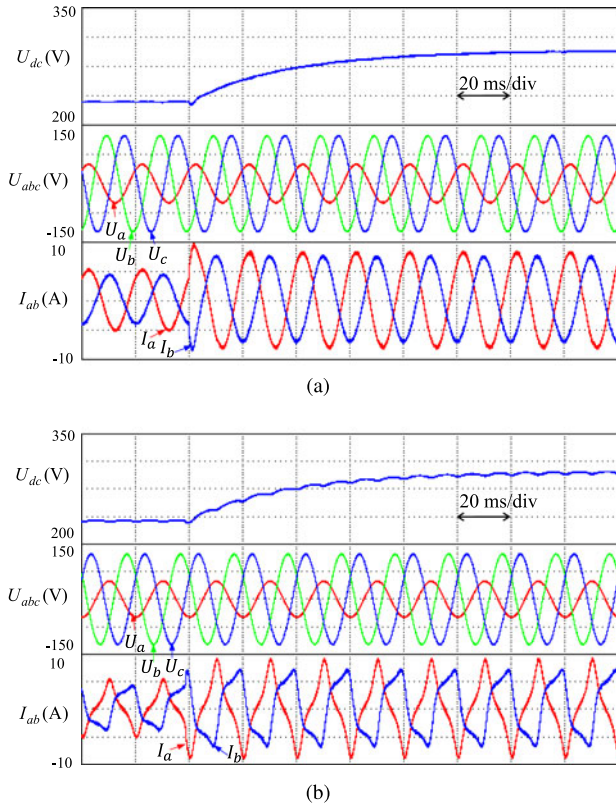 350
U_dc(V)
20 ms/div
200
150
U_abc(V)
U_a
-150
U_b U_c
10
I_ab(A)
I_a I_b
-10
(a)
350
U_dc(V)
20 ms/div
200
150
U_abc(V)
U_a
-150
U_b U_c
10
I_ab(A)
I_a I_b
-10
(b)